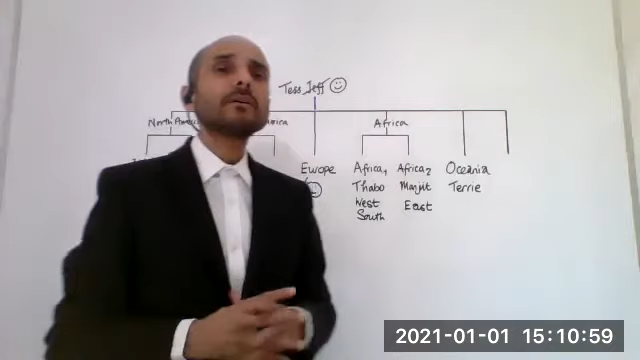 Tess Jeff
North America
Africa
Europe
Africa1 Africa2 Oceania
Thabo Manjit Terrie
West East
South
2021-01-01 15:10:59